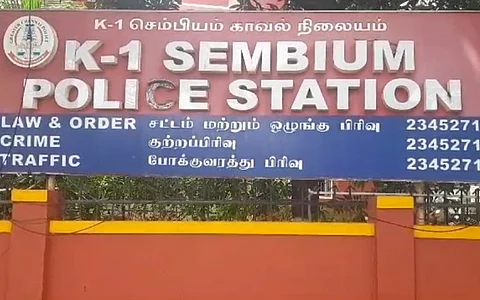 K-1 செம்பியம் காவல் நிலையம்
K-1 SEMBIUM
POLICE STATION
LAW & ORDER சட்டம் மற்றும் ஒழுங்கு பிரிவு 2345271
CRIME குற்றப்பிரிவு 2345271
TRAFFIC போக்குவரத்து பிரிவு 2345271